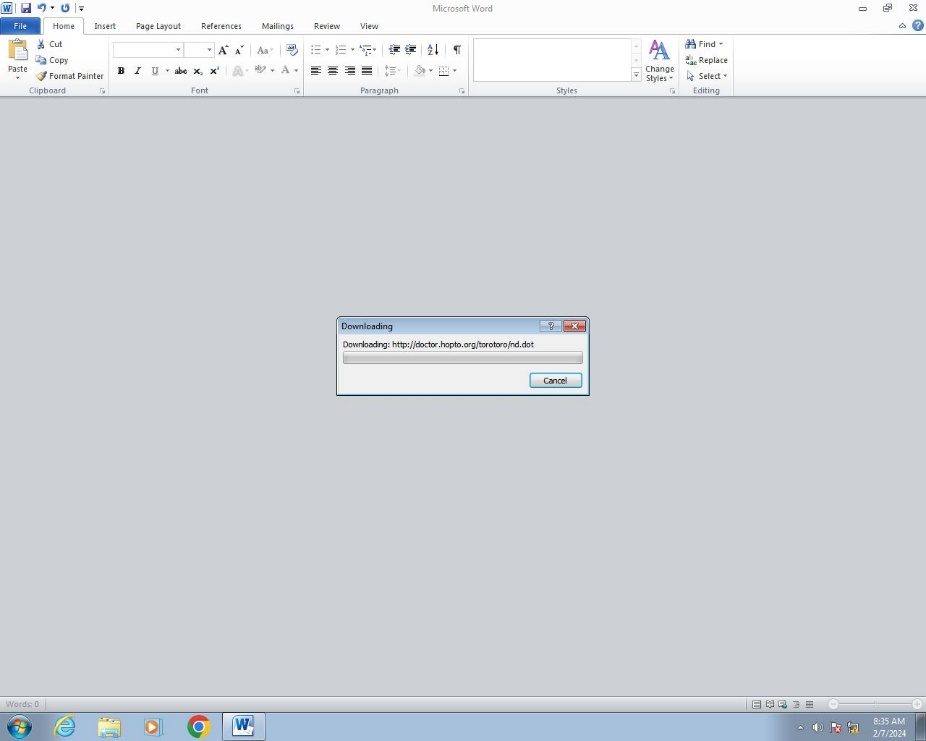 Microsoft Word
File Home Insert Page Layout References Mailings Review View
Paste
Cut
Copy
Format Painter
Clipboard
Font
Paragraph
Styles
Change Styles
Find
Replace
Select
Editing
Downloading
Downloading: http://doctor.hopto.org/torotoro/nd.dot
Cancel
Words: 0
8:35 AM
2/7/2024